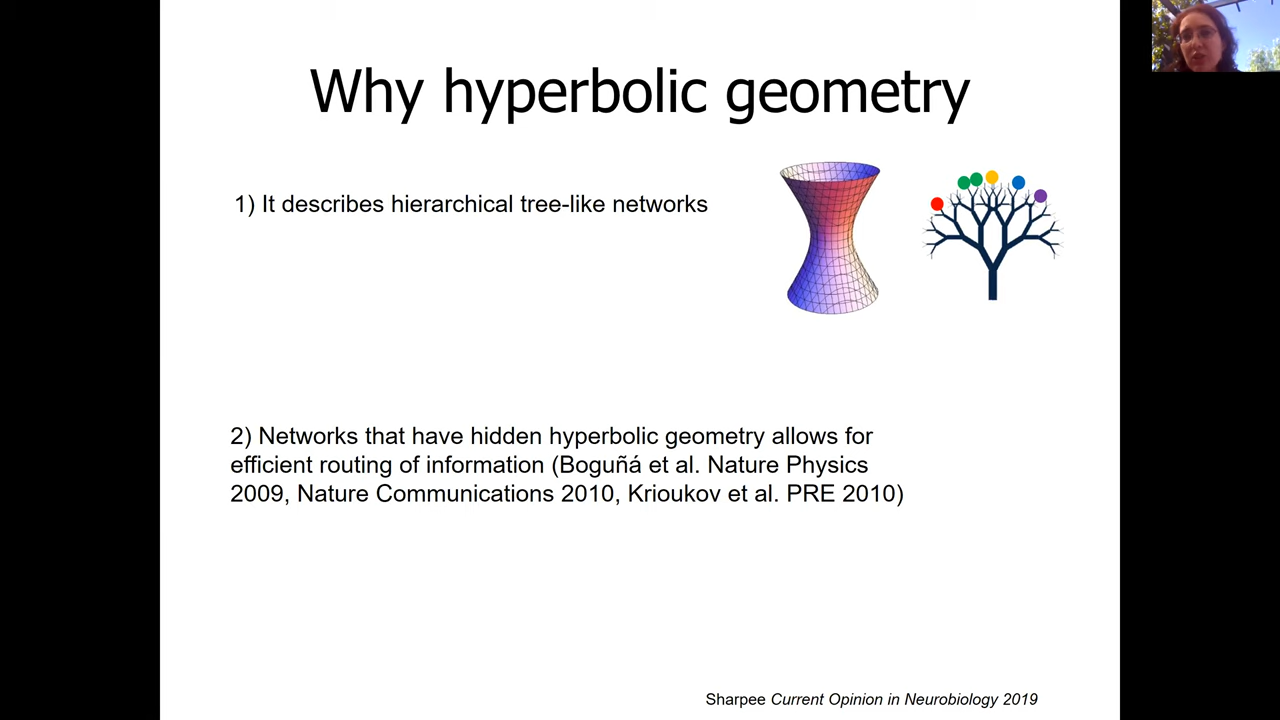 Why hyperbolic geometry
1) It describes hierarchical tree-like networks
2) Networks that have hidden hyperbolic geometry allows for
efficient routing of information (Boguñá et al. Nature Physics
2009, Nature Communications 2010, Krioukov et al. PRE 2010)
Sharpee Current Opinion in Neurobiology 2019